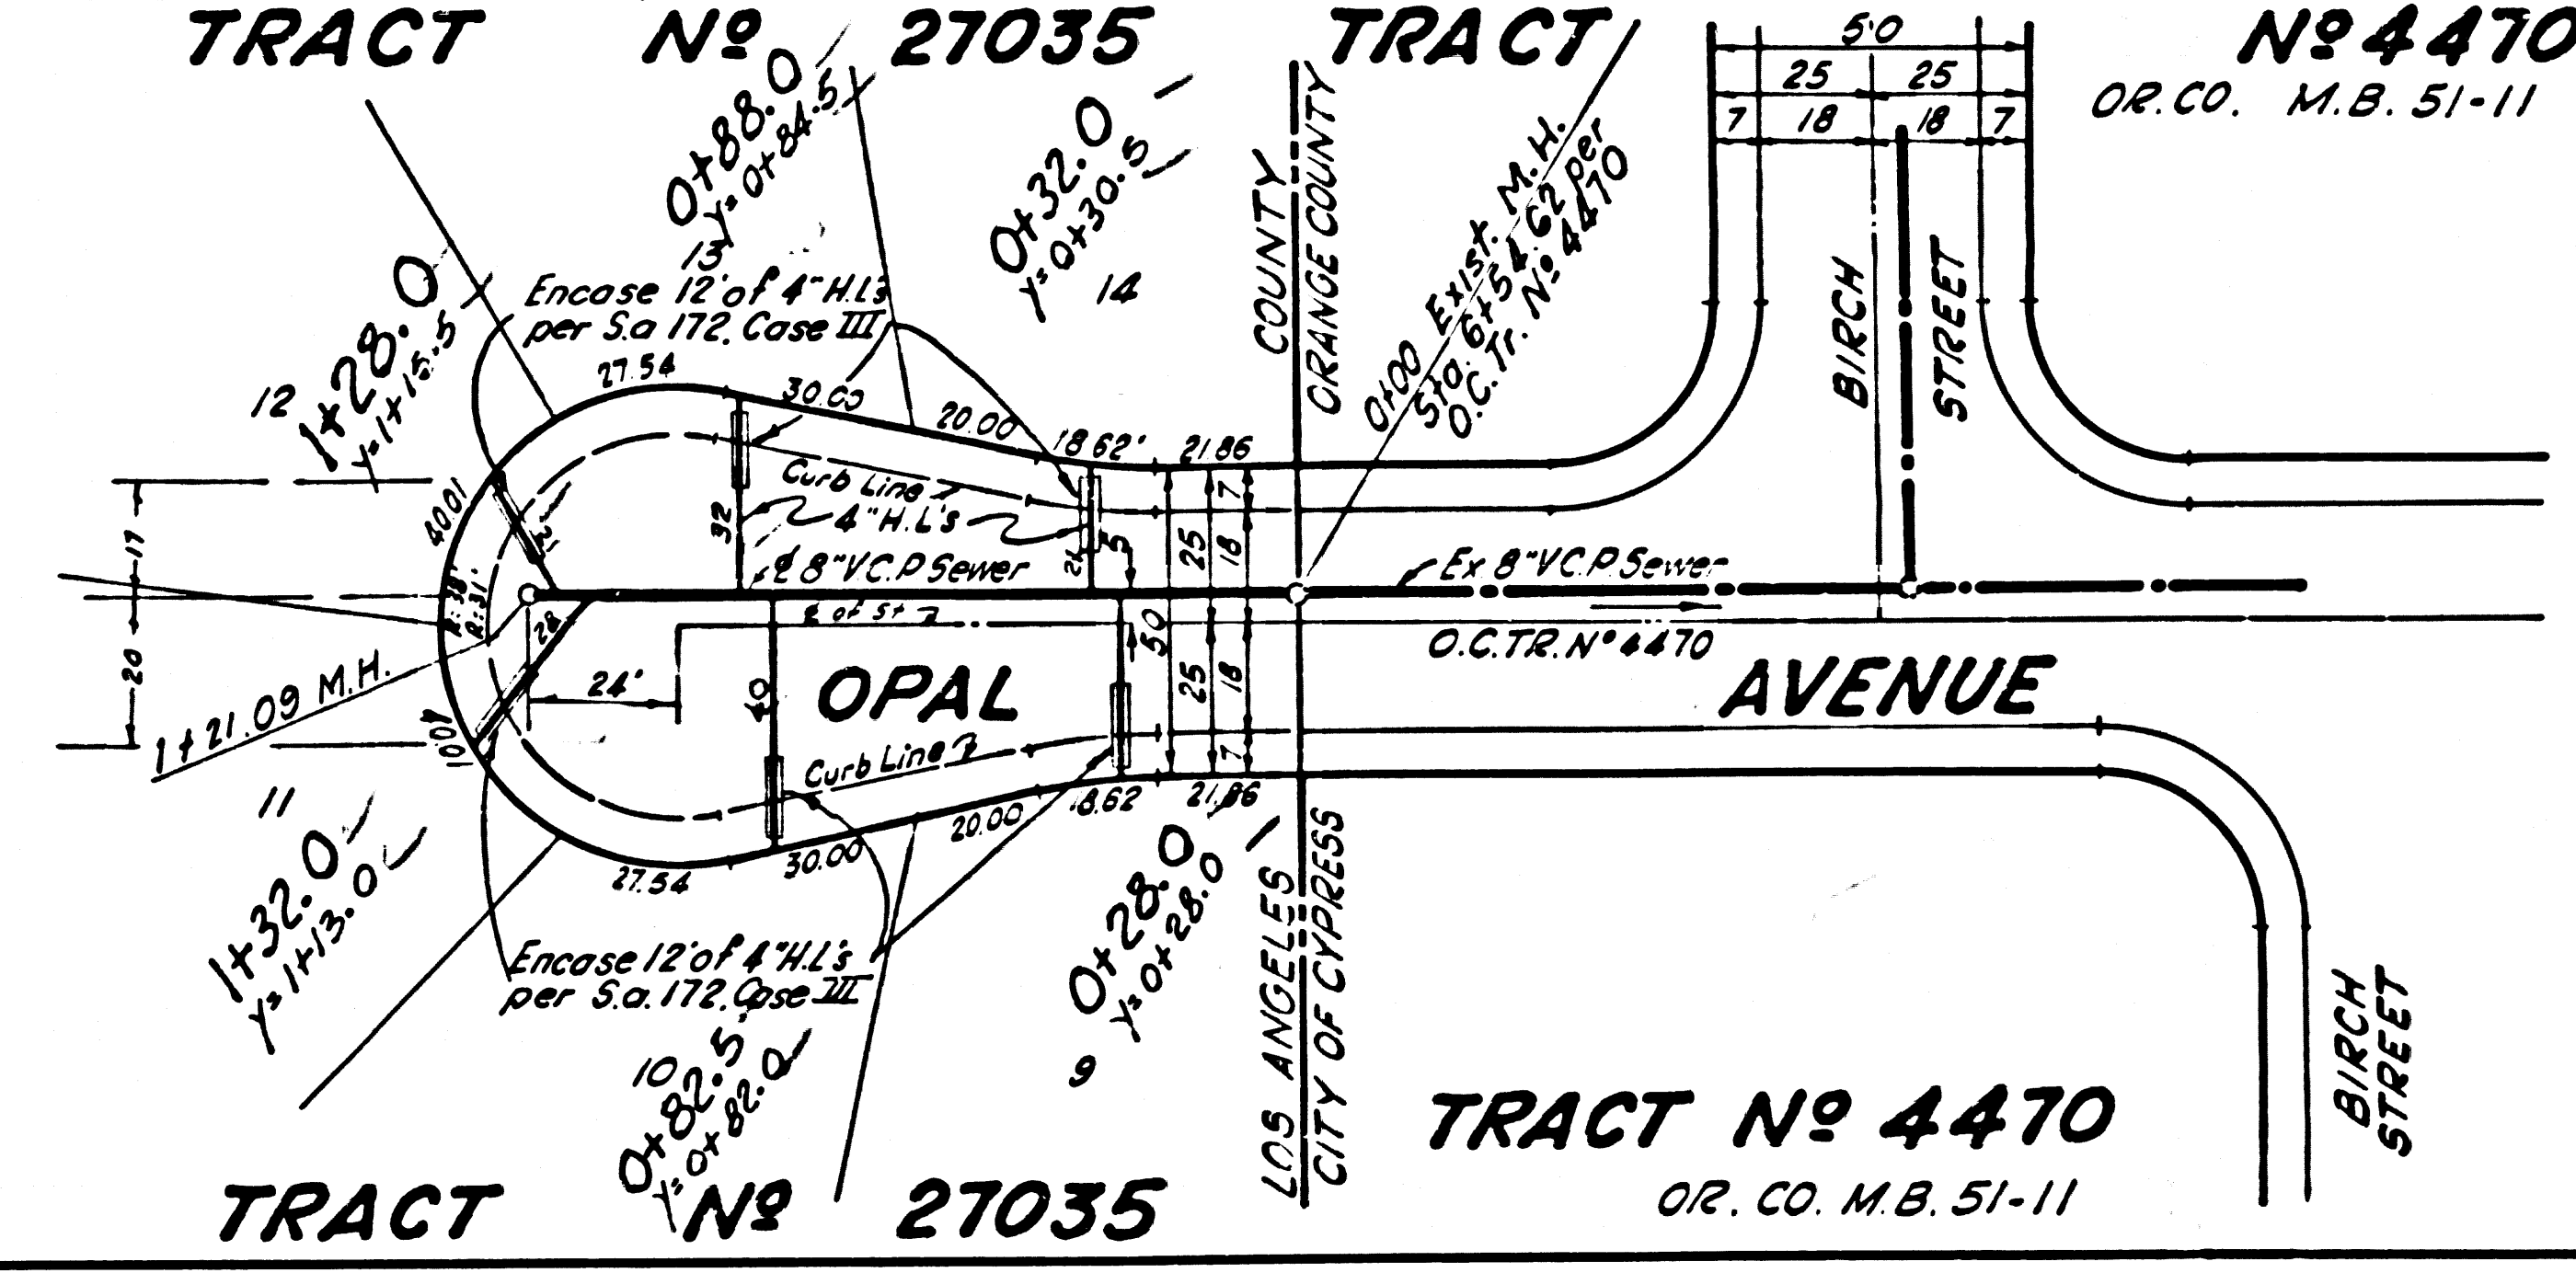 TRACT Nº 27035
TRACT Nº 4470
OR.CO. M.B. 51-11
50
25 25
7 18 18 7
0+88.0
Y=0+84.5
0+32.0
Y=0+30.5
13
14
12
1+28.0
Y=1+15.5
Encase 12' of 4" H.L's
per S.a 172, Case III
COUNTY
ORANGE COUNTY
0+00 Exist. M.H.
Sta. 6+54.62 per
O.C. Tr. Nº 4470
BIRCH
STREET
27.54
30.00
20.00
18.62'
21.86
40.01
17
20
Curb Line
4" H.L's
32
21
5
7
25
18
50
25
18
7
℄ 8" V.C.P. Sewer
℄ of St
Ex. 8" V.C.P. Sewer
O.C.TR. Nº 4470
R=38'
R=31'
28
24'
40
OPAL
AVENUE
1+21.09 M.H.
Curb Line
27.54
30.00
20.00
18.62
21.86
11
1+32.0
Y=1+13.0
Encase 12' of 4" H.L's
per S.a. 172, Case III
10
0+82.5
Y=0+82.0
0+28.0
Y=0+28.0
9
LOS ANGELES
CITY OF CYPRESS
BIRCH
STREET
TRACT Nº 4470
OR. CO. M.B. 51-11
TRACT Nº 27035